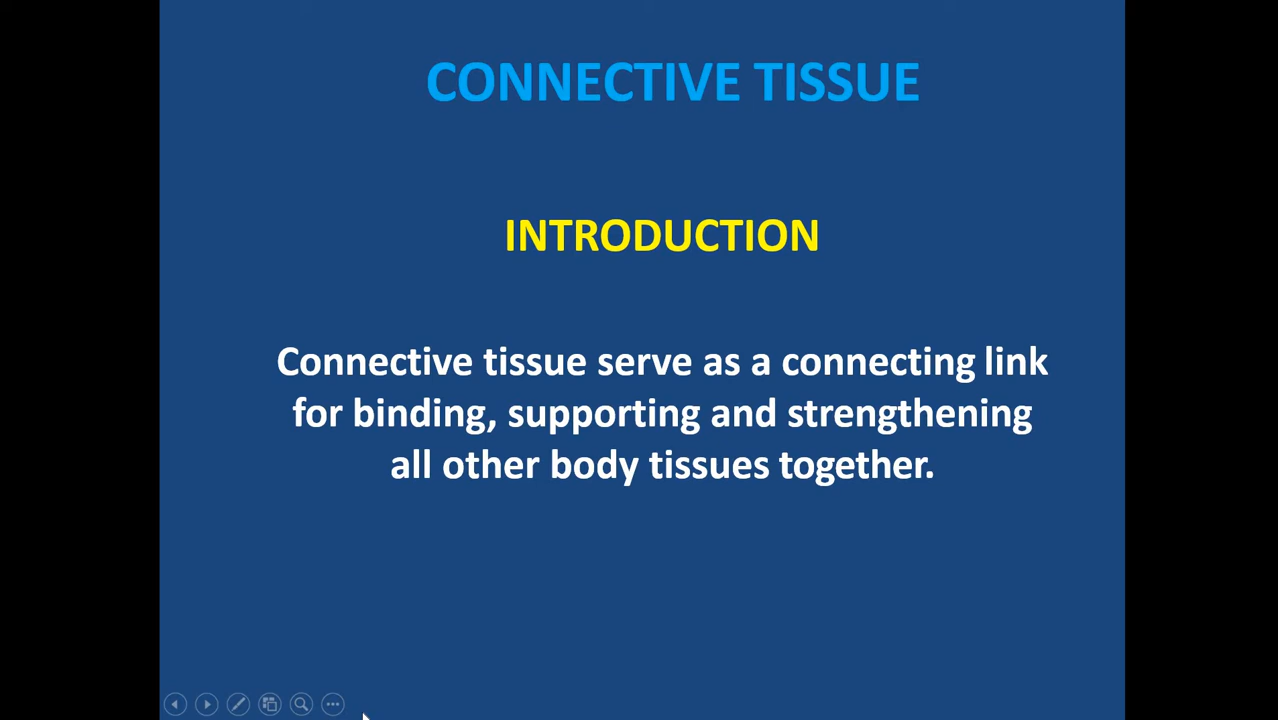 CONNECTIVE TISSUE
INTRODUCTION
Connective tissue serve as a connecting link
for binding, supporting and strengthening
all other body tissues together.